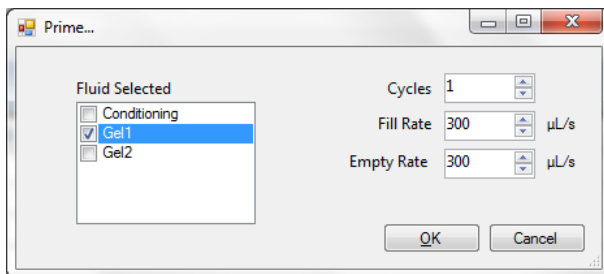 Prime...
Fluid Selected
Conditioning
Gel1
Gel2
Cycles 1
Fill Rate 300 µL/s
Empty Rate 300 µL/s
OK Cancel